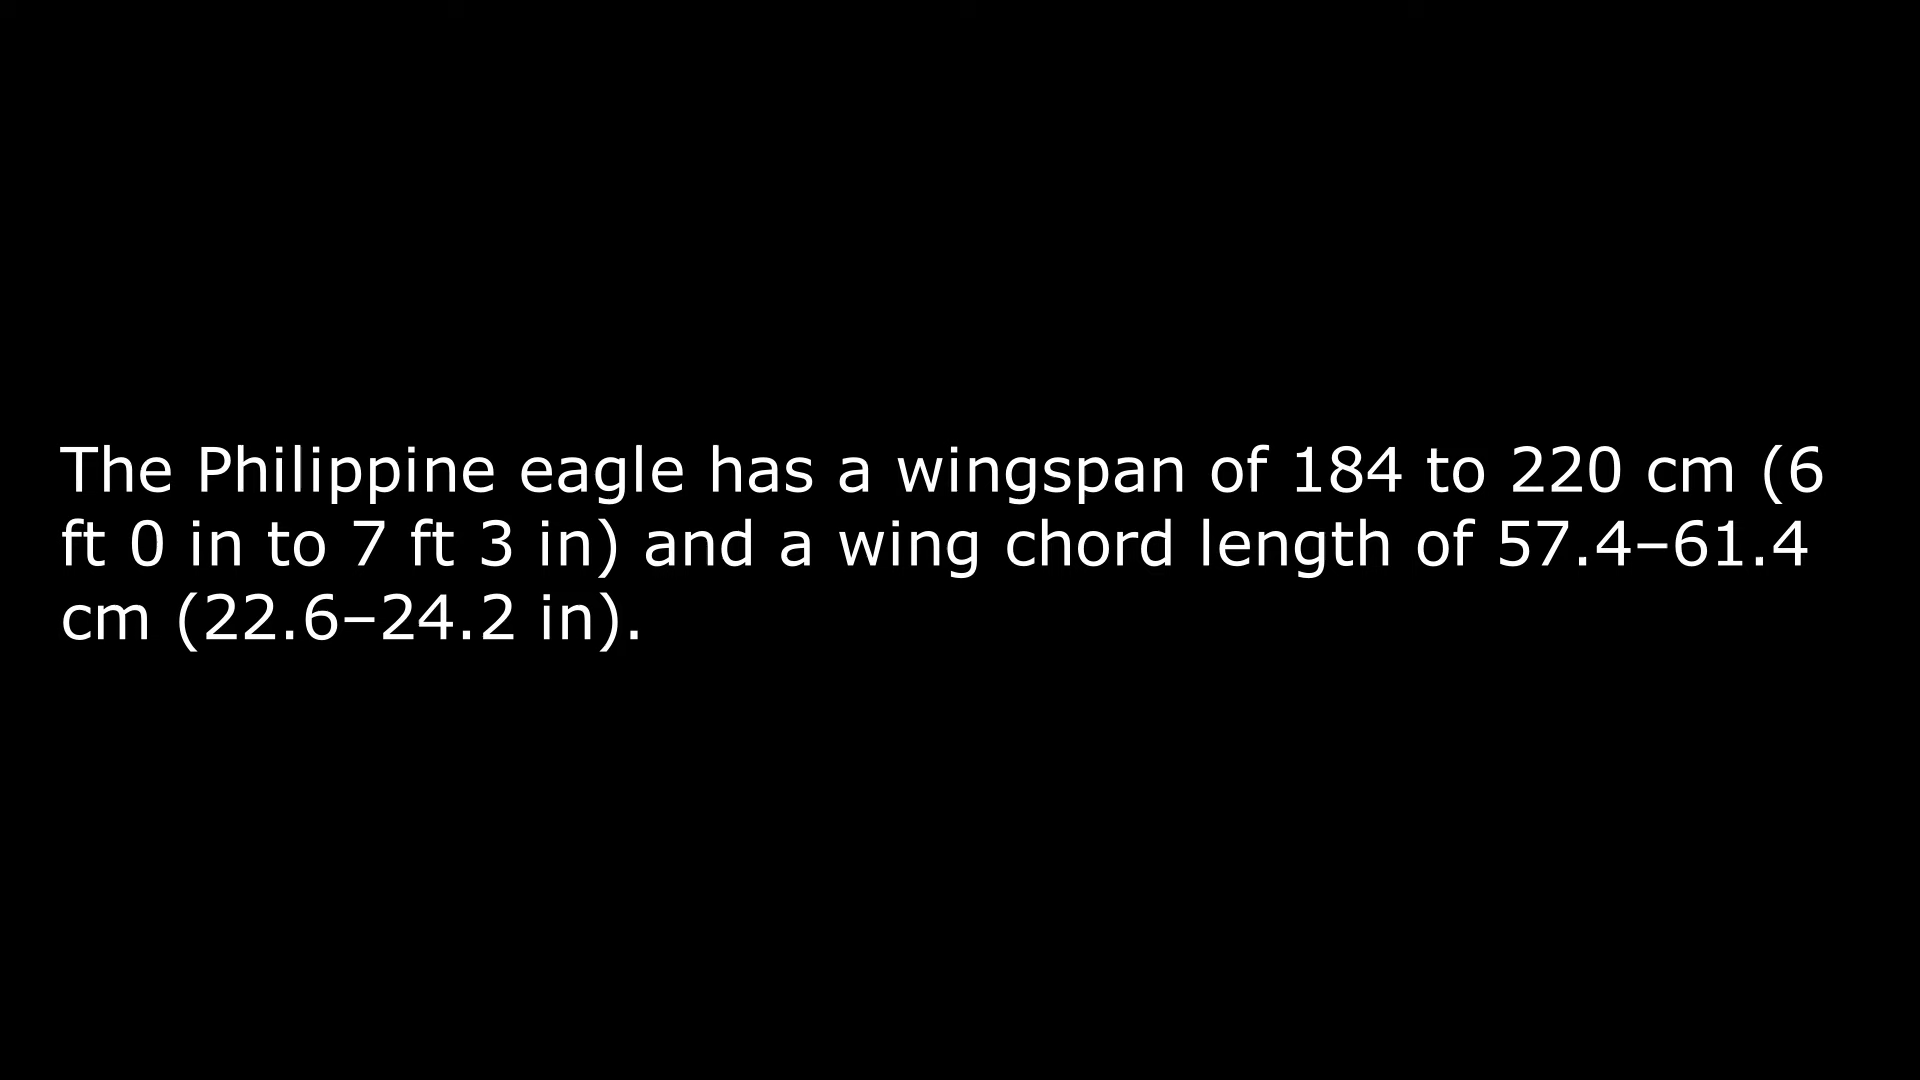 The Philippine eagle has a wingspan of 184 to 220 cm (6
ft 0 in to 7 ft 3 in) and a wing chord length of 57.4–61.4
cm (22.6–24.2 in).